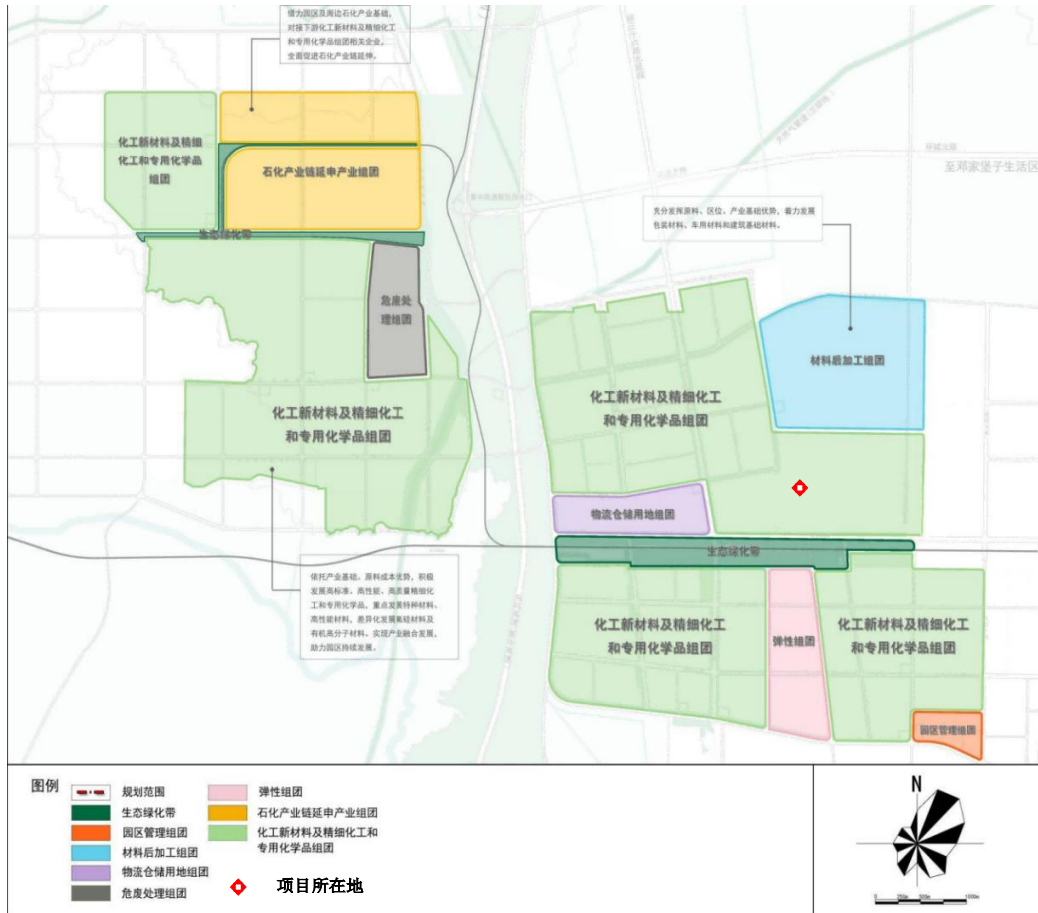 借力园区及周边石化产业基础,
对接下游化工新材料及精细化工
和专用化学品组团相关企业,
全面促进石化产业链延伸。
化工新材料及精细
化工和专用化学品
组团
石化产业链延申产业组团
生态绿化带
危废处
理组团
环城北路
至邓家堡子生活区
充分发挥原料、区位、产业基础优势,着力发展
包装材料、车用材料和建筑基础材料。
材料后加工组团
化工新材料及精细化工
和专用化学品组团
化工新材料及精细化工
和专用化学品组团
物流仓储用地组团
生态绿化带
依托产业基础、原料成本优势,积极
发展高标准、高性能、高质量精细化
工和专用化学品,重点发展特种材料、
高性能材料,差异化发展氟硅材料及
有机高分子材料。实现产业融合发展,
助力园区持续发展。
化工新材料及精细化工
和专用化学品组团
弹性组团
化工新材料及精细化工
和专用化学品组团
园区管理组团
图例
规划范围
生态绿化带
园区管理组团
材料后加工组团
物流仓储用地组团
危废处理组团
弹性组团
石化产业链延申产业组团
化工新材料及精细化工和
专用化学品组团
项目所在地
N
0 250m 500m 1000m